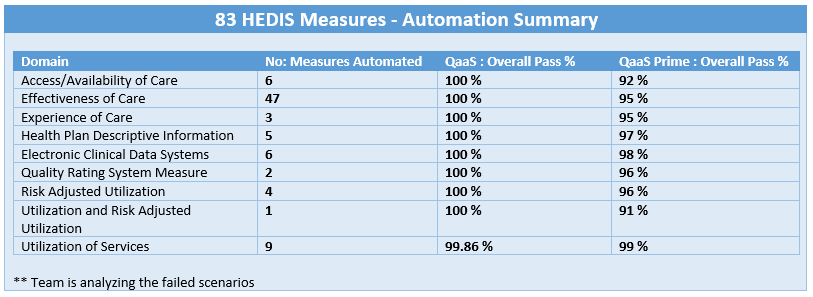 83 HEDIS Measures - Automation Summary
Domain No: Measures Automated QaaS : Overall Pass % QaaS Prime : Overall Pass %
Access/Availability of Care 6 100 % 92 %
Effectiveness of Care 47 100 % 95 %
Experience of Care 3 100 % 95 %
Health Plan Descriptive Information 5 100 % 97 %
Electronic Clinical Data Systems 6 100 % 98 %
Quality Rating System Measure 2 100 % 96 %
Risk Adjusted Utilization 4 100 % 96 %
Utilization and Risk Adjusted 1 100 % 91 %
Utilization
Utilization of Services 9 99.86 % 99 %
** Team is analyzing the failed scenarios